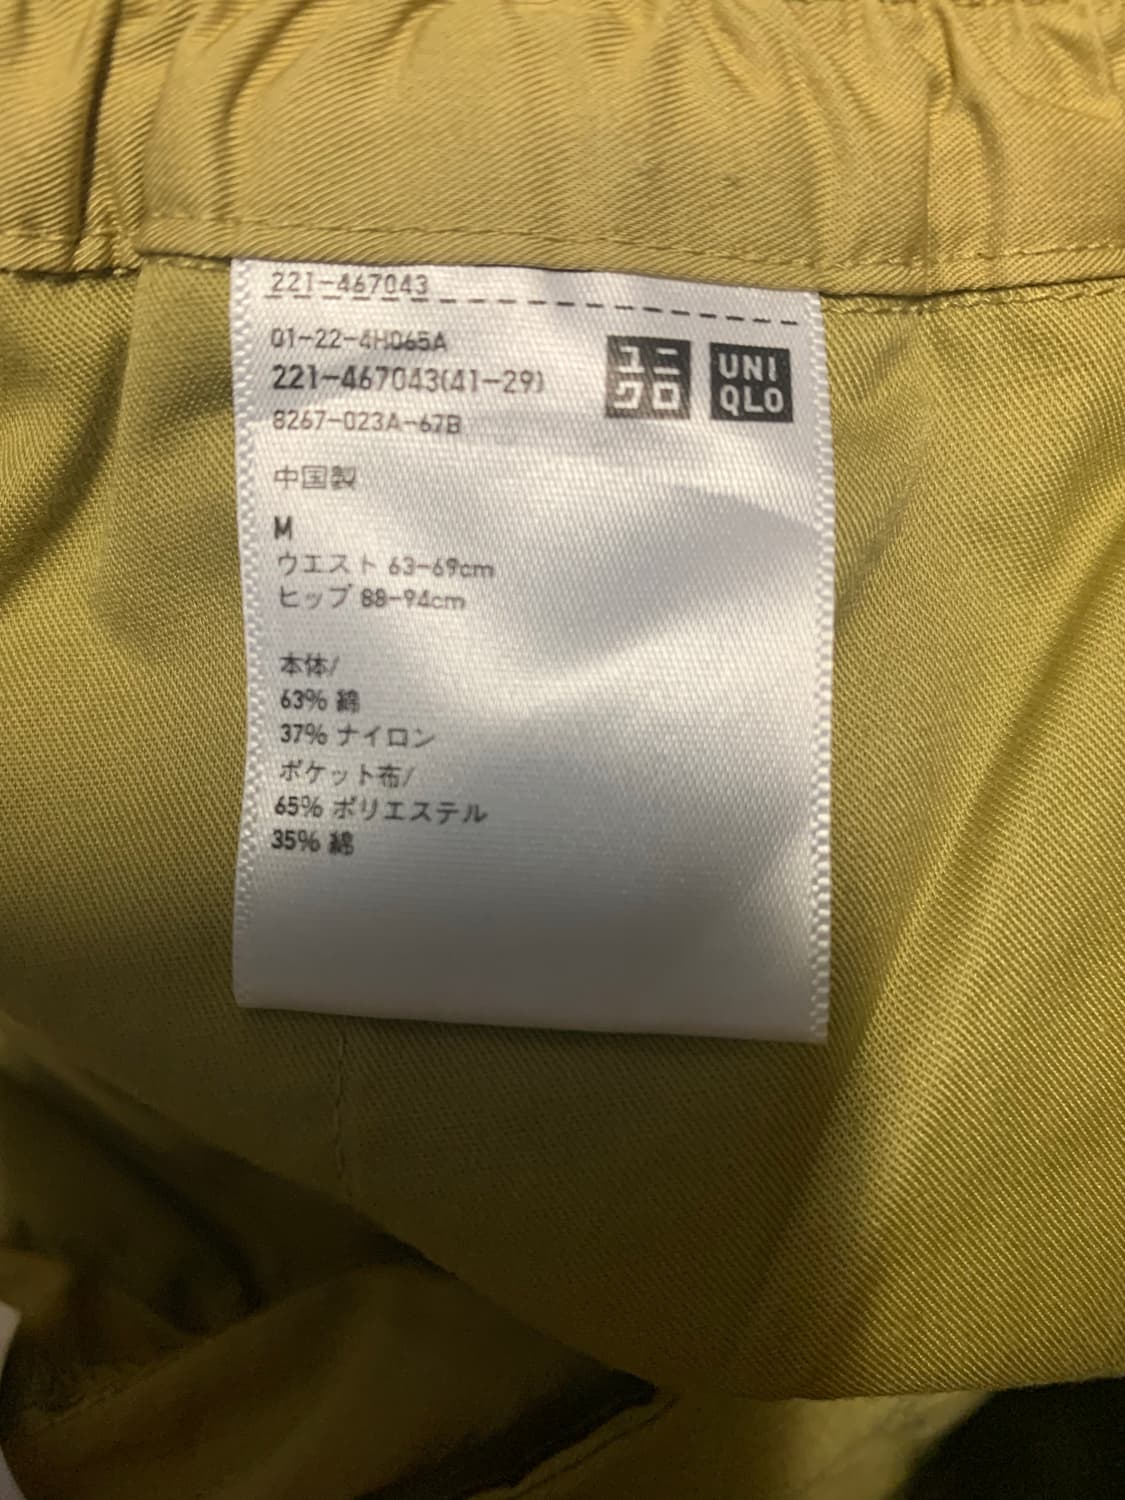 221-467043
01-22-4H065A
221-467043(41-29)
8267-023A-67B
ユニ
クロ
UNI
QLO
中国製
M
ウエスト 63-69cm
ヒップ 88-94cm
本体/
63% 綿
37% ナイロン
ポケット布/
65% ポリエステル
35% 綿